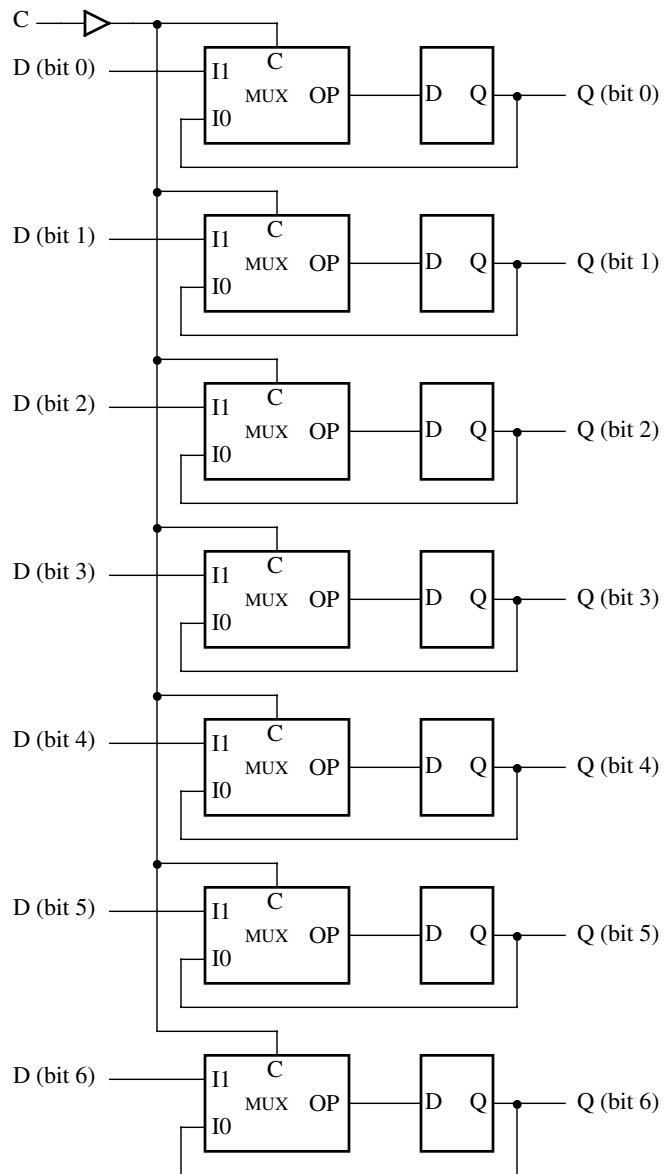 C
D (bit 0) I1 C MUX OP I0 D Q Q (bit 0)
D (bit 1) I1 C MUX OP I0 D Q Q (bit 1)
D (bit 2) I1 C MUX OP I0 D Q Q (bit 2)
D (bit 3) I1 C MUX OP I0 D Q Q (bit 3)
D (bit 4) I1 C MUX OP I0 D Q Q (bit 4)
D (bit 5) I1 C MUX OP I0 D Q Q (bit 5)
D (bit 6) I1 C MUX OP I0 D Q Q (bit 6)